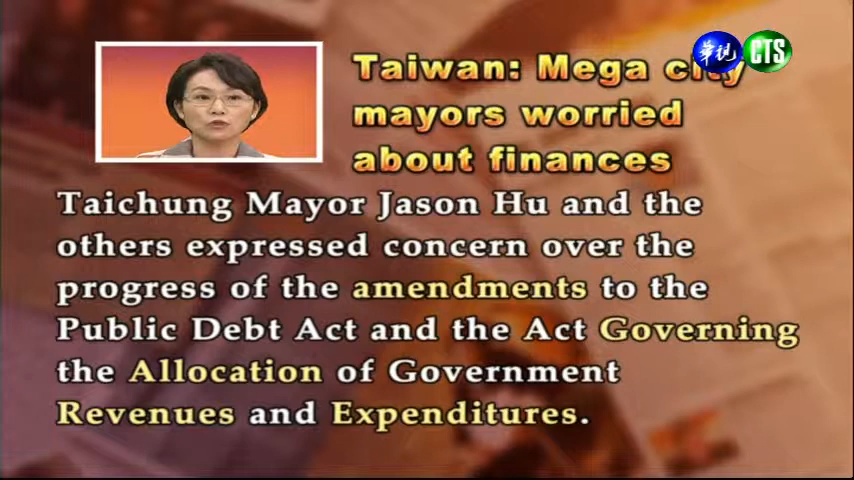 華視 CTS
Taiwan: Mega city
mayors worried
about finances
Taichung Mayor Jason Hu and the
others expressed concern over the
progress of the amendments to the
Public Debt Act and the Act Governing
the Allocation of Government
Revenues and Expenditures.